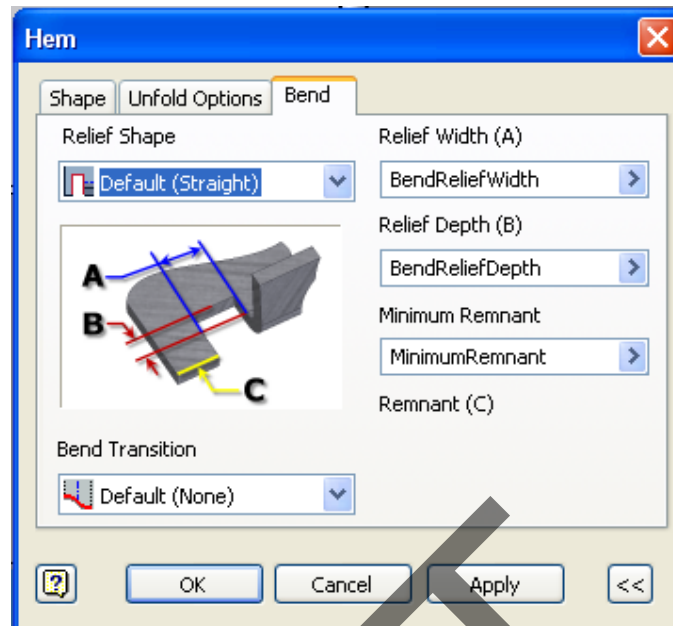 Hem
Shape Unfold Options Bend
Relief Shape
Default (Straight)
A
B
C
Bend Transition
Default (None)
Relief Width (A)
BendReliefWidth
Relief Depth (B)
BendReliefDepth
Minimum Remnant
MinimumRemnant
Remnant (C)
? OK Cancel Apply <<